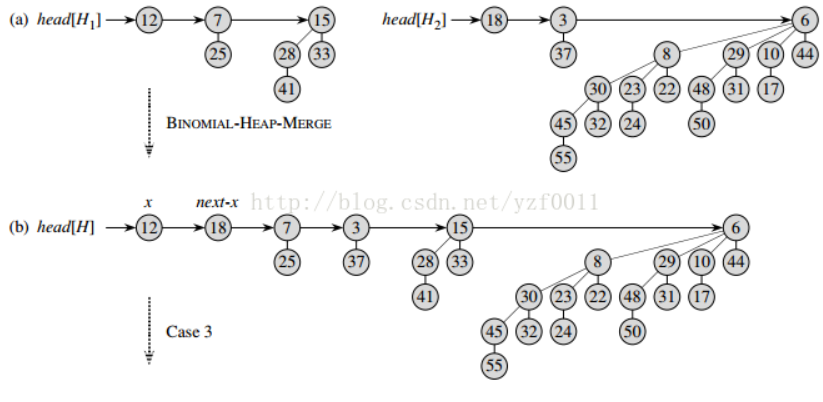 (a) head[H1] 12 7 15 head[H2] 18 3 6
25 28 33 37 8 29 10 44
41 30 23 22 48 31 17
BINOMIAL-HEAP-MERGE 45 32 24 50
55
x next-x http://blog.csdn.net/yzf0011
(b) head[H] 12 18 7 3 15 6
25 37 28 33 8 29 10 44
41 30 23 22 48 31 17
Case 3 45 32 24 50
55